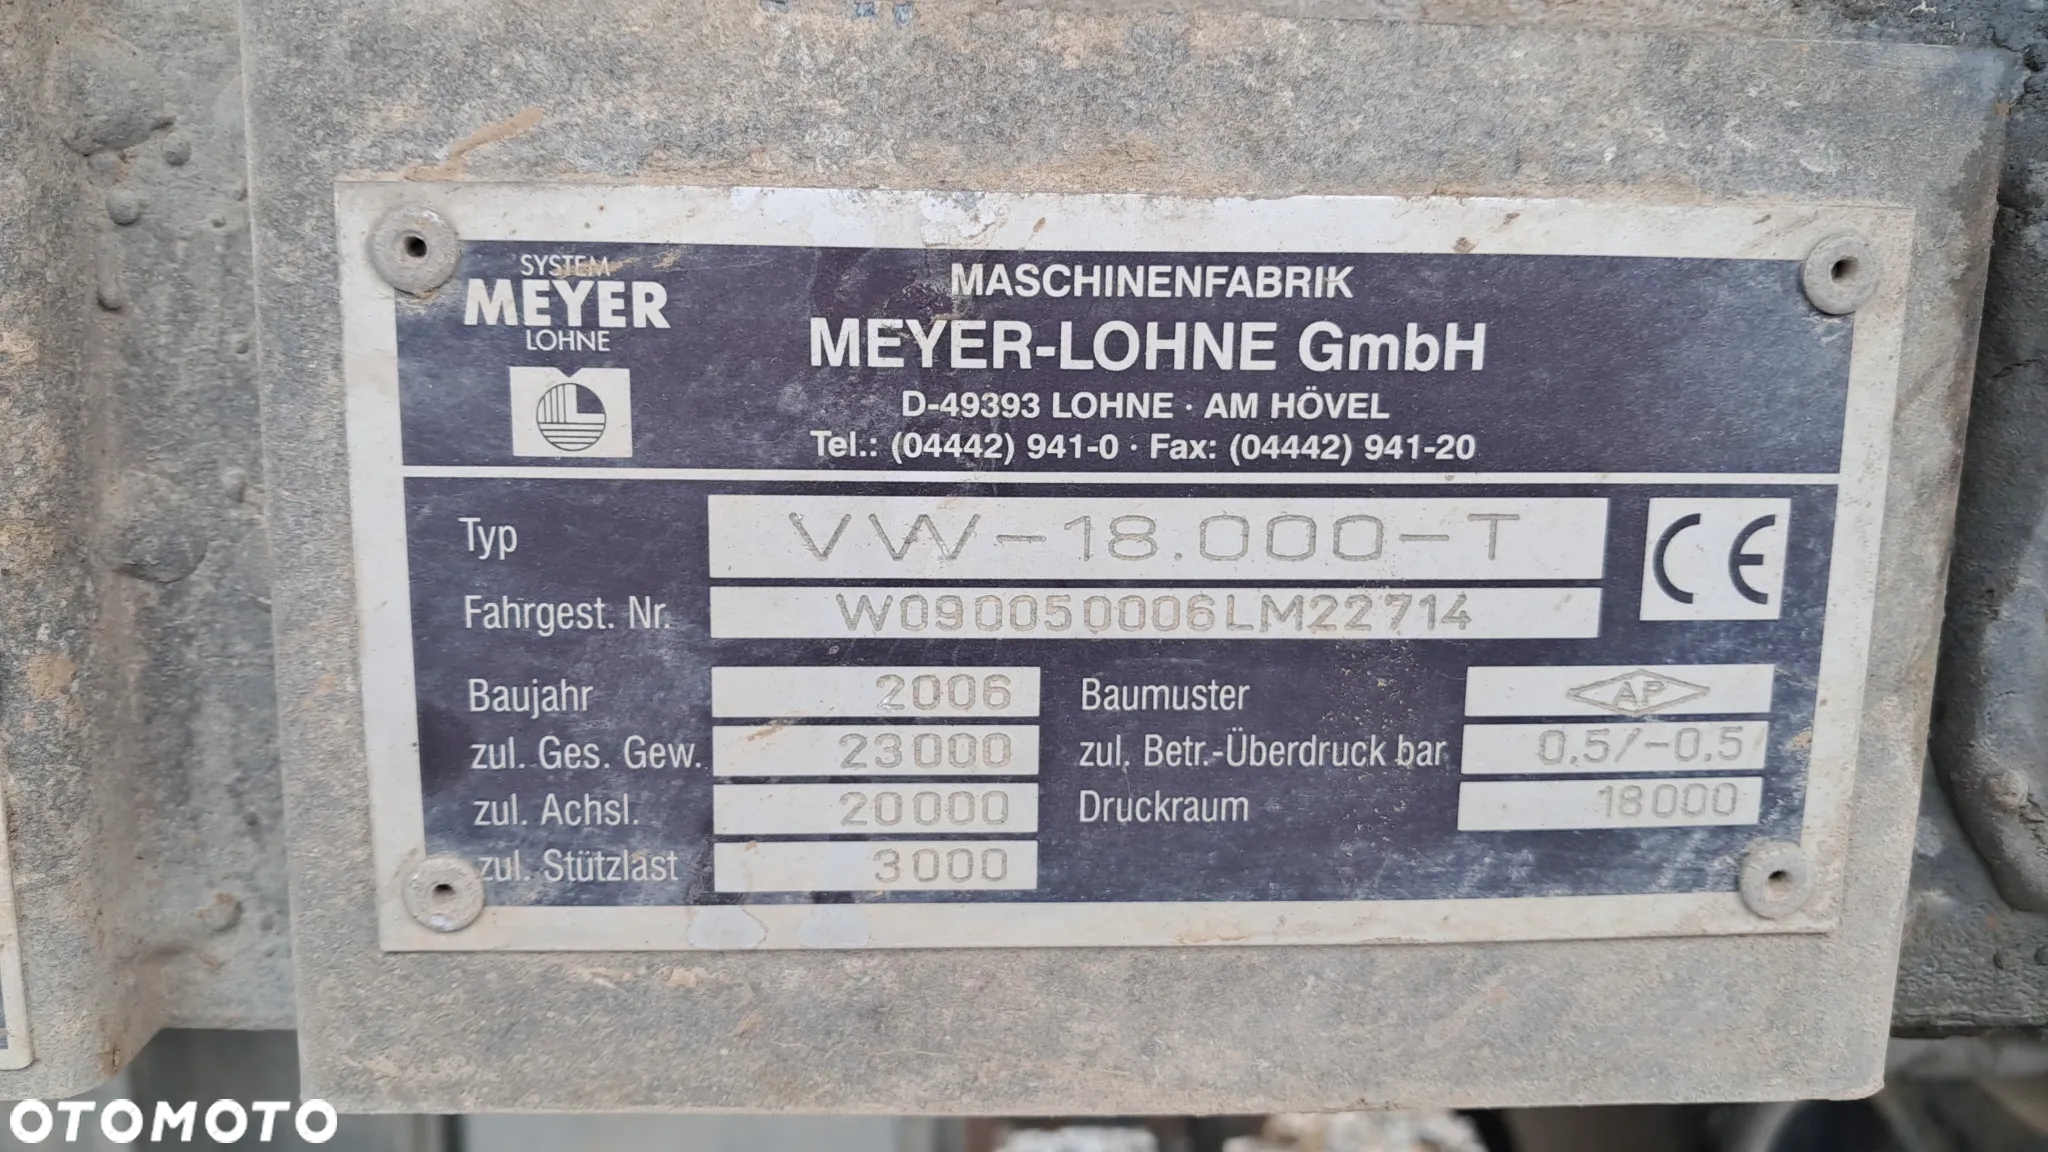 SYSTEM
MEYER
LOHNE
MASCHINENFABRIK
MEYER-LOHNE GmbH
D-49393 LOHNE · AM HÖVEL
Tel.: (04442) 941-0 · Fax: (04442) 941-20
Typ VW-18.000-T
CE
Fahrgest. Nr. W090050006LM22714
Baujahr 2006
zul. Ges. Gew. 23000
zul. Achsl. 20000
zul. Stützlast 3000
Baumuster AP
zul. Betr.-Überdruck bar 0.5/-0.5
Druckraum 18000
OTOMOTO